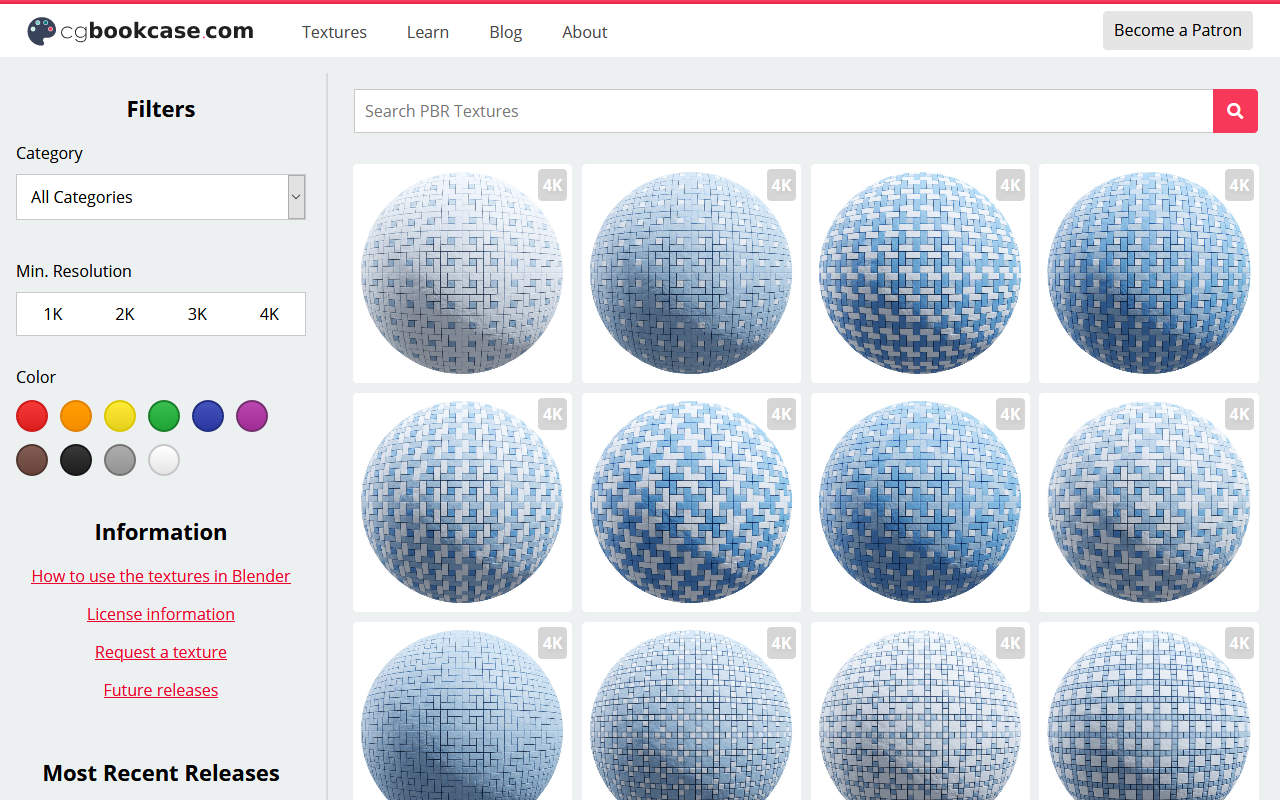 cgbookcase.com
Textures
Learn
Blog
About
Become a Patron
Filters
Category
All Categories
Min. Resolution
1K 2K 3K 4K
Color
Information
How to use the textures in Blender
License information
Request a texture
Future releases
Most Recent Releases
Search PBR Textures
4K 4K 4K 4K
4K 4K 4K 4K
4K 4K 4K 4K